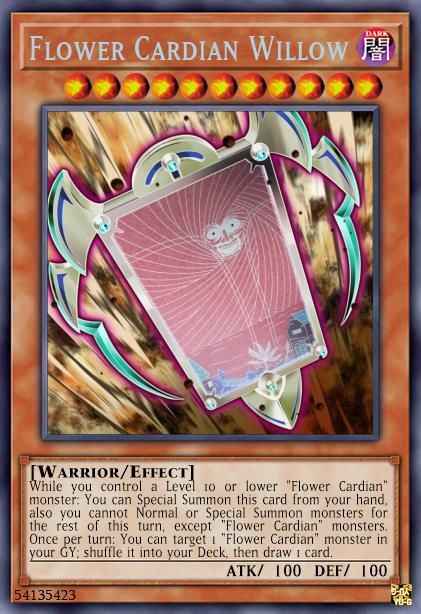 FLOWER CARDIAN WILLOW
DARK
闇
[WARRIOR/EFFECT]
While you control a Level 10 or lower "Flower Cardian"
monster: You can Special Summon this card from your hand,
also you cannot Normal or Special Summon monsters for
the rest of this turn, except "Flower Cardian" monsters.
Once per turn: You can target 1 "Flower Cardian" monster in
your GY; shuffle it into your Deck, then draw 1 card.
ATK/ 100 DEF/ 100
54135423